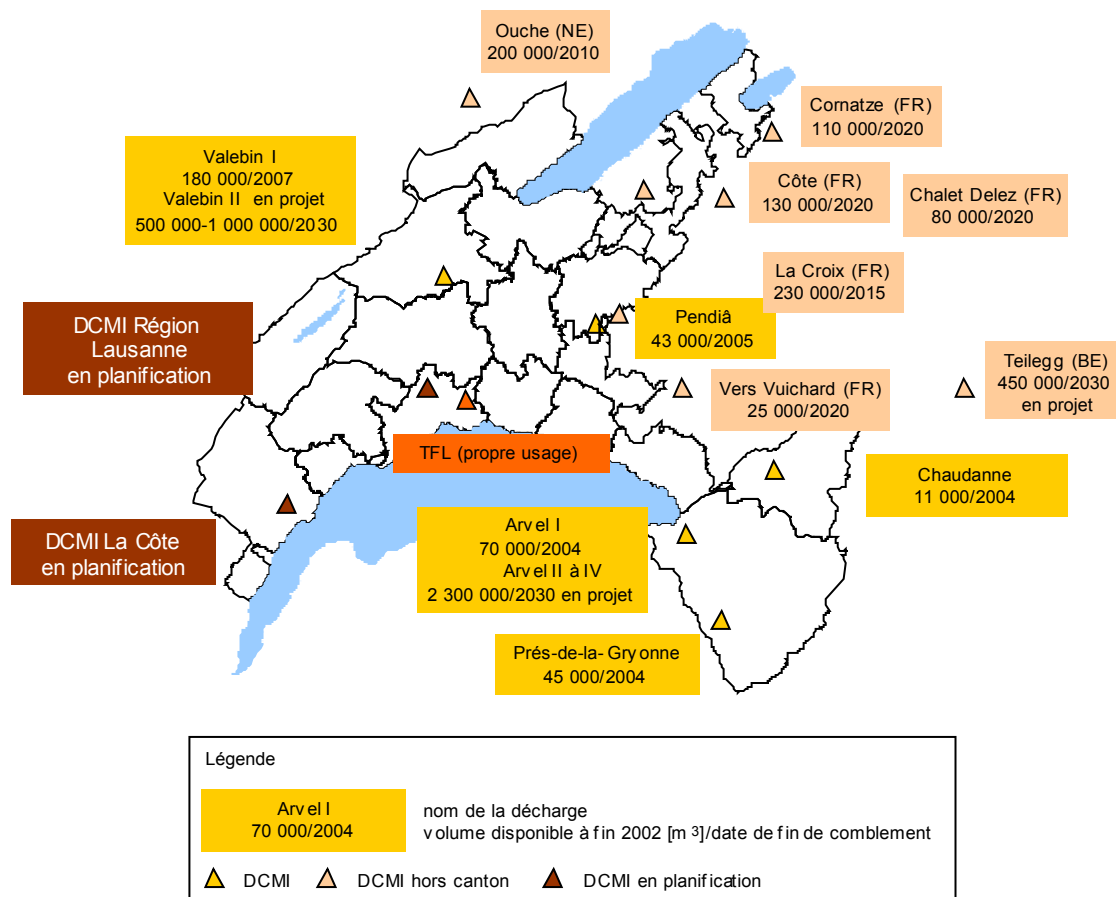 Ouche (NE)
200 000/2010
Cornatze (FR)
110 000/2020
Valebin I
180 000/2007
Valebin II en projet
500 000-1 000 000/2030
Côte (FR)
130 000/2020
Chalet Delez (FR)
80 000/2020
La Croix (FR)
230 000/2015
DCMI Région
Lausanne
en planification
Pendiâ
43 000/2005
Teilegg (BE)
450 000/2030
en projet
Vers Vuichard (FR)
25 000/2020
TFL (propre usage)
Chaudanne
11 000/2004
DCMI La Côte
en planification
Arvel I
70 000/2004
Arvel II à IV
2 300 000/2030 en projet
Prés-de-la-Gryonne
45 000/2004
Légende
Arvel I
70 000/2004
nom de la décharge
volume disponible à fin 2002 [m³]/date de fin de comblement
DCMI
DCMI hors canton
DCMI en planification